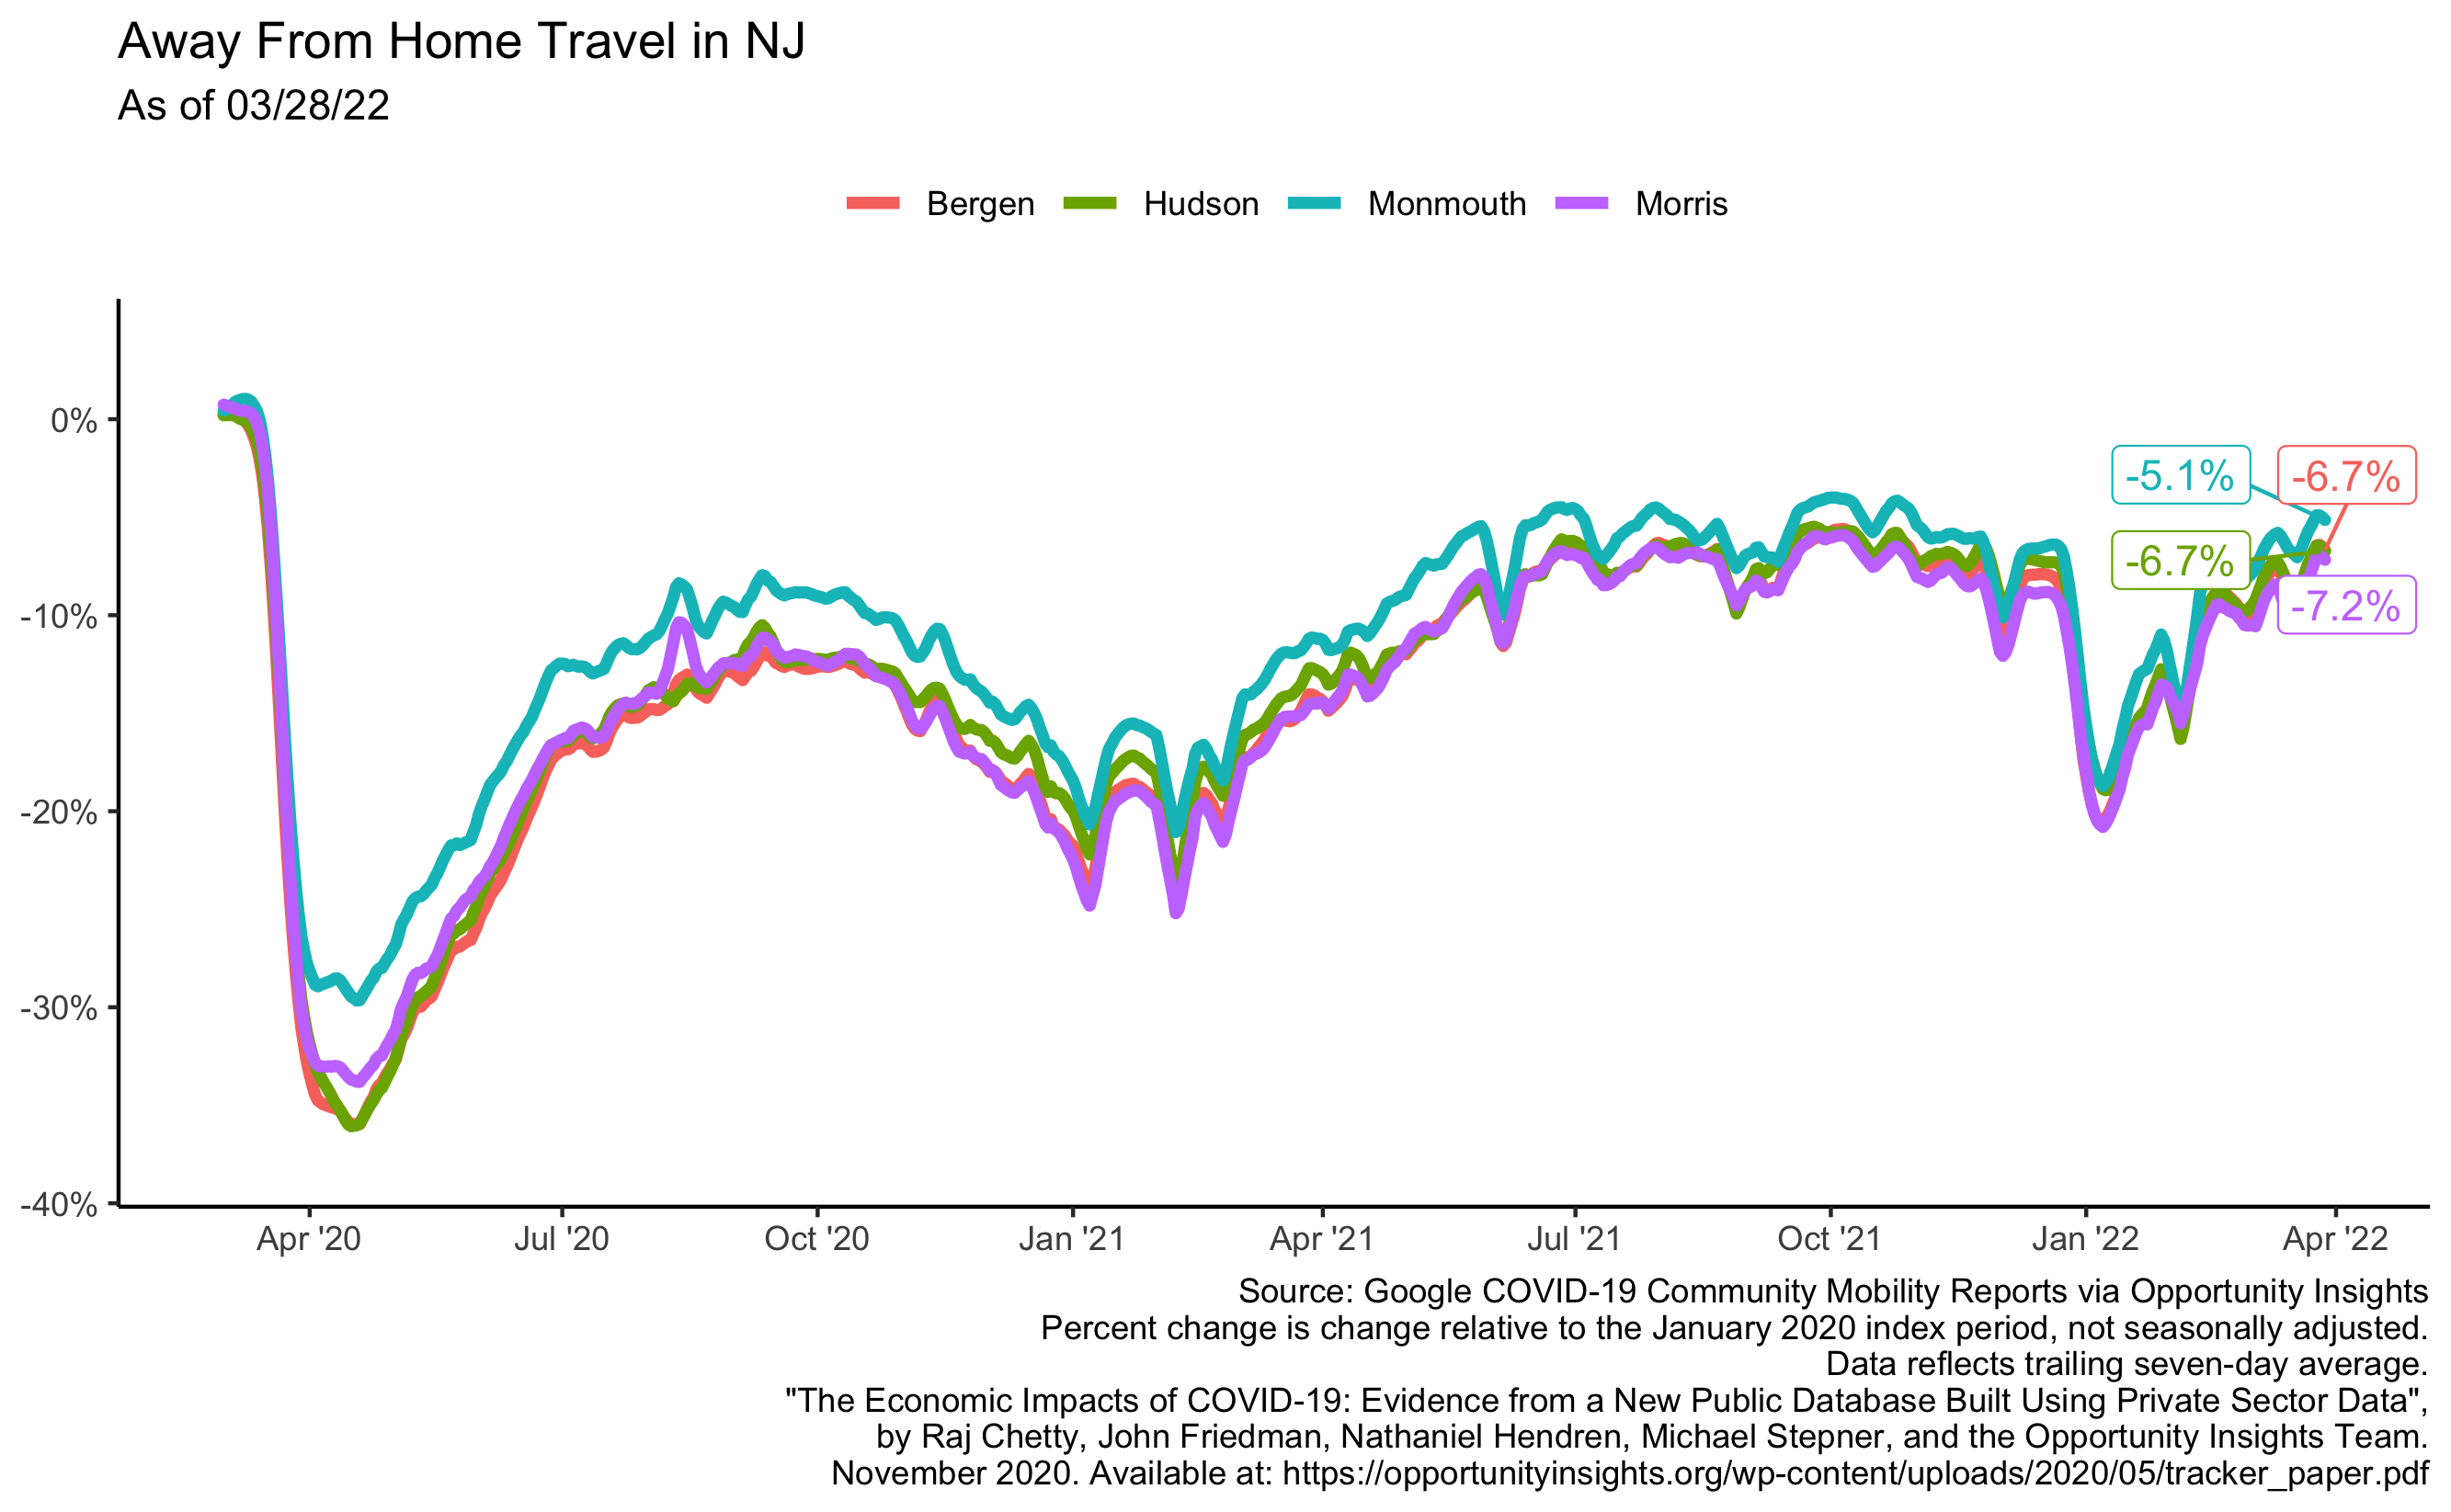 Away From Home Travel in NJ
As of 03/28/22
Bergen Hudson Monmouth Morris
0%
-10%
-20%
-30%
-40%
-5.1%
-6.7%
-6.7%
-7.2%
Apr '20 Jul '20 Oct '20 Jan '21 Apr '21 Jul '21 Oct '21 Jan '22 Apr '22
Source: Google COVID-19 Community Mobility Reports via Opportunity Insights
Percent change is change relative to the January 2020 index period, not seasonally adjusted.
Data reflects trailing seven-day average.
"The Economic Impacts of COVID-19: Evidence from a New Public Database Built Using Private Sector Data",
by Raj Chetty, John Friedman, Nathaniel Hendren, Michael Stepner, and the Opportunity Insights Team.
November 2020. Available at: https://opportunityinsights.org/wp-content/uploads/2020/05/tracker_paper.pdf